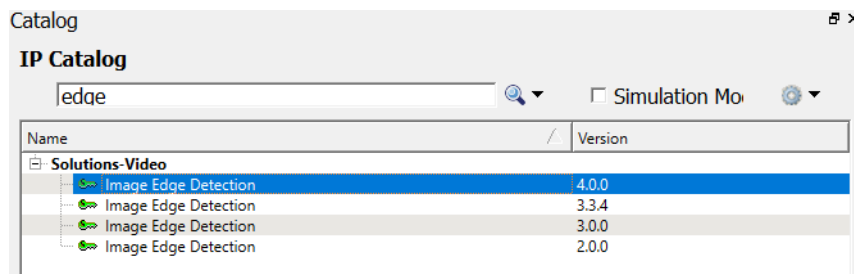 Catalog
IP Catalog
edge
Simulation Mo
Name Version
Solutions-Video
Image Edge Detection 4.0.0
Image Edge Detection 3.3.4
Image Edge Detection 3.0.0
Image Edge Detection 2.0.0